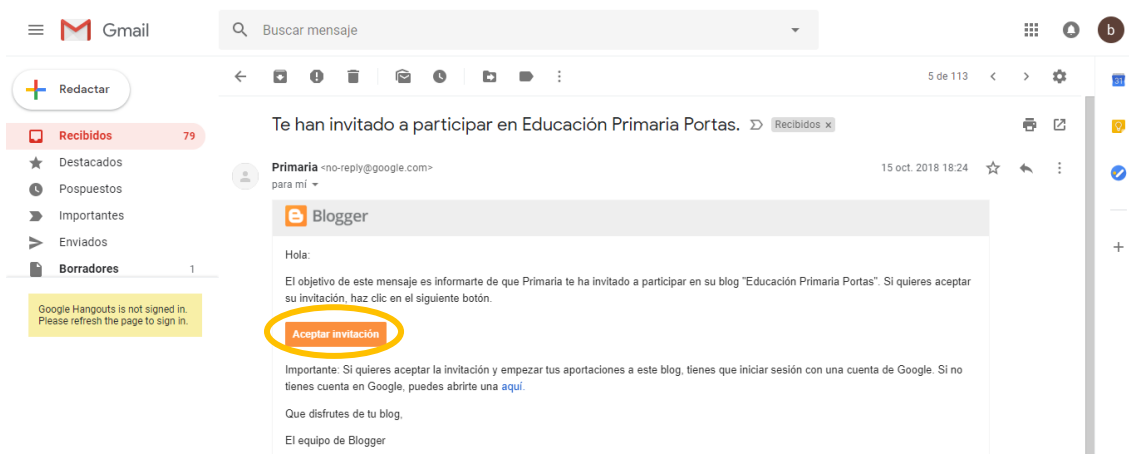 Gmail
Buscar mensaje
b
Redactar
5 de 113
31
Recibidos 79
Destacados
Pospuestos
Importantes
Enviados
Borradores 1
Google Hangouts is not signed in.
Please refresh the page to sign in.
Te han invitado a participar en Educación Primaria Portas.
Recibidos x
Primaria <no-reply@google.com>
15 oct. 2018 18:24
para mí
Blogger
Hola:
El objetivo de este mensaje es informarte de que Primaria te ha invitado a participar en su blog "Educación Primaria Portas". Si quieres aceptar
su invitación, haz clic en el siguiente botón.
Aceptar invitación
Importante: Si quieres aceptar la invitación y empezar tus aportaciones a este blog, tienes que iniciar sesión con una cuenta de Google. Si no
tienes cuenta en Google, puedes abrirte una aquí.
Que disfrutes de tu blog,
El equipo de Blogger